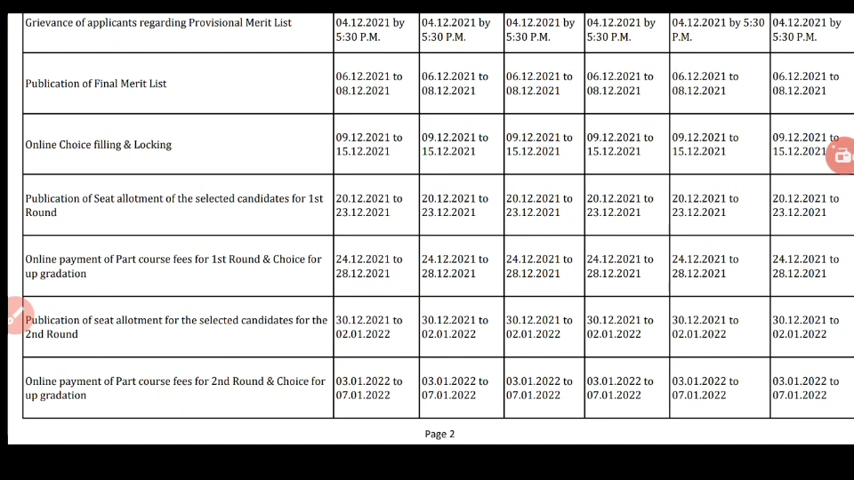 Grievance of applicants regarding Provisional Merit List
04.12.2021 by 5:30 P.M.
04.12.2021 by 5:30 P.M.
04.12.2021 by 5:30 P.M.
04.12.2021 by 5:30 P.M.
04.12.2021 by 5:30 P.M.
04.12.2021 by 5:30 P.M.
Publication of Final Merit List
06.12.2021 to 08.12.2021
06.12.2021 to 08.12.2021
06.12.2021 to 08.12.2021
06.12.2021 to 08.12.2021
06.12.2021 to 08.12.2021
06.12.2021 to 08.12.2021
Online Choice filling & Locking
09.12.2021 to 15.12.2021
09.12.2021 to 15.12.2021
09.12.2021 to 15.12.2021
09.12.2021 to 15.12.2021
09.12.2021 to 15.12.2021
09.12.2021 to 15.12.2021
Publication of Seat allotment of the selected candidates for 1st
Round
20.12.2021 to 23.12.2021
20.12.2021 to 23.12.2021
20.12.2021 to 23.12.2021
20.12.2021 to 23.12.2021
20.12.2021 to 23.12.2021
20.12.2021 to 23.12.2021
Online payment of Part course fees for 1st Round & Choice for
up gradation
24.12.2021 to 28.12.2021
24.12.2021 to 28.12.2021
24.12.2021 to 28.12.2021
24.12.2021 to 28.12.2021
24.12.2021 to 28.12.2021
24.12.2021 to 28.12.2021
Publication of seat allotment for the selected candidates for the
2nd Round
30.12.2021 to 02.01.2022
30.12.2021 to 02.01.2022
30.12.2021 to 02.01.2022
30.12.2021 to 02.01.2022
30.12.2021 to 02.01.2022
30.12.2021 to 02.01.2022
Online payment of Part course fees for 2nd Round & Choice for
up gradation
03.01.2022 to 07.01.2022
03.01.2022 to 07.01.2022
03.01.2022 to 07.01.2022
03.01.2022 to 07.01.2022
03.01.2022 to 07.01.2022
03.01.2022 to 07.01.2022
Page 2